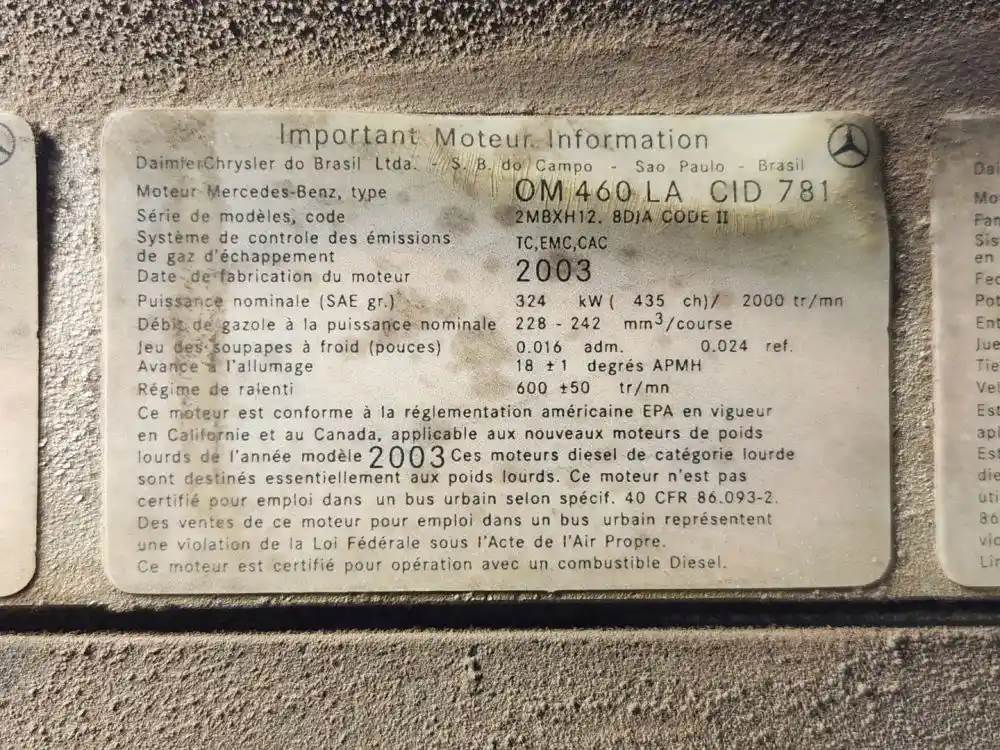 Important Moteur Information
DaimlerChrysler do Brasil Ltda. - S. B. do Campo - Sao Paulo - Brasil
Moteur Mercedes-Benz, type OM 460 LA CID 781
Série de modèles, code 2MBXH12. 8DJA CODE II
Système de controle des émissions
de gaz d'échappement TC,EMC,CAC
Date de fabrication du moteur 2003
Puissance nominale (SAE gr.) 324 kW ( 435 ch)/ 2000 tr/mn
Débit de gazole à la puissance nominale 228 - 242 mm³/course
Jeu des soupapes à froid (pouces) 0.016 adm. 0.024 ref.
Avance à l'allumage 18 ±1 degrés APMH
Régime de ralenti 600 ±50 tr/mn
Ce moteur est conforme à la réglementation américaine EPA en vigueur
en Californie et au Canada, applicable aux nouveaux moteurs de poids
lourds de l'année modèle 2003 Ces moteurs diesel de catégorie lourde
sont destinés essentiellement aux poids lourds. Ce moteur n'est pas
certifié pour emploi dans un bus urbain selon spécif. 40 CFR 86.093-2.
Des ventes de ce moteur pour emploi dans un bus urbain représentent
une violation de la Loi Fédérale sous l'Acte de l'Air Propre.
Ce moteur est certifié pour opération avec un combustible Diesel.